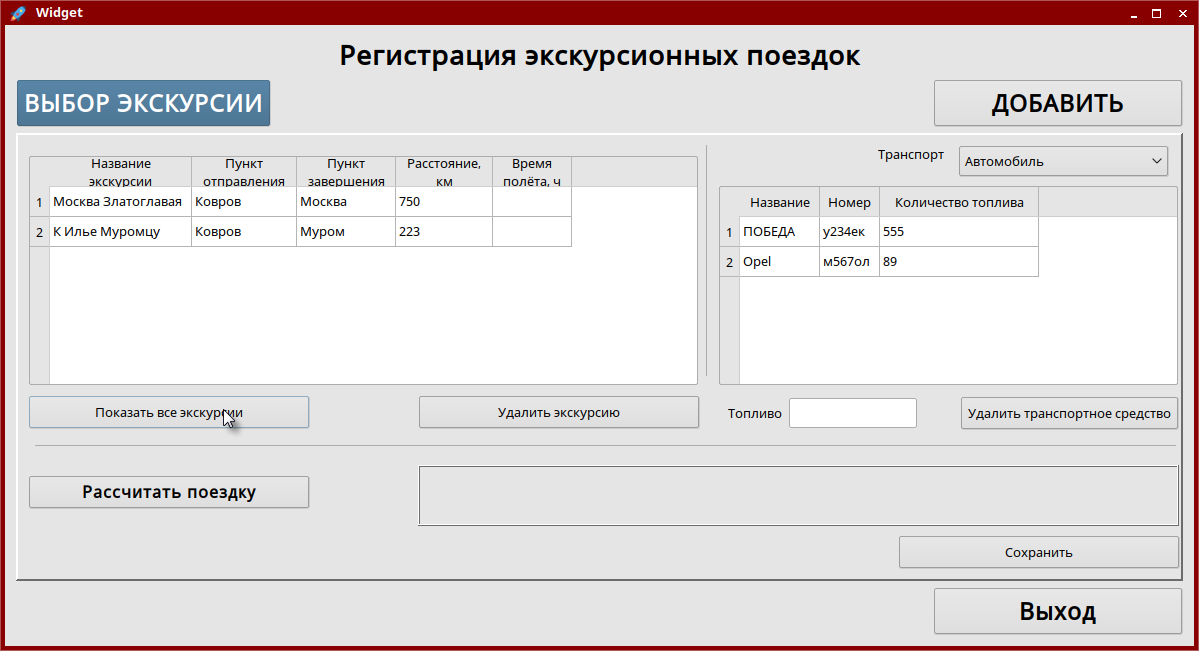 Widget
Регистрация экскурсионных поездок
ВЫБОР ЭКСКУРСИИ
ДОБАВИТЬ
Транспорт
Автомобиль
Название экскурсии
Пункт отправления
Пункт завершения
Расстояние, км
Время полёта, ч
1 Москва Златоглавая Ковров Москва 750
2 К Илье Муромцу Ковров Муром 223
Название Номер Количество топлива
1 ПОБЕДА у234ек 555
2 Opel м567ол 89
Показать все экскурсии
Удалить экскурсию
Топливо
Удалить транспортное средство
Рассчитать поездку
Сохранить
Выход